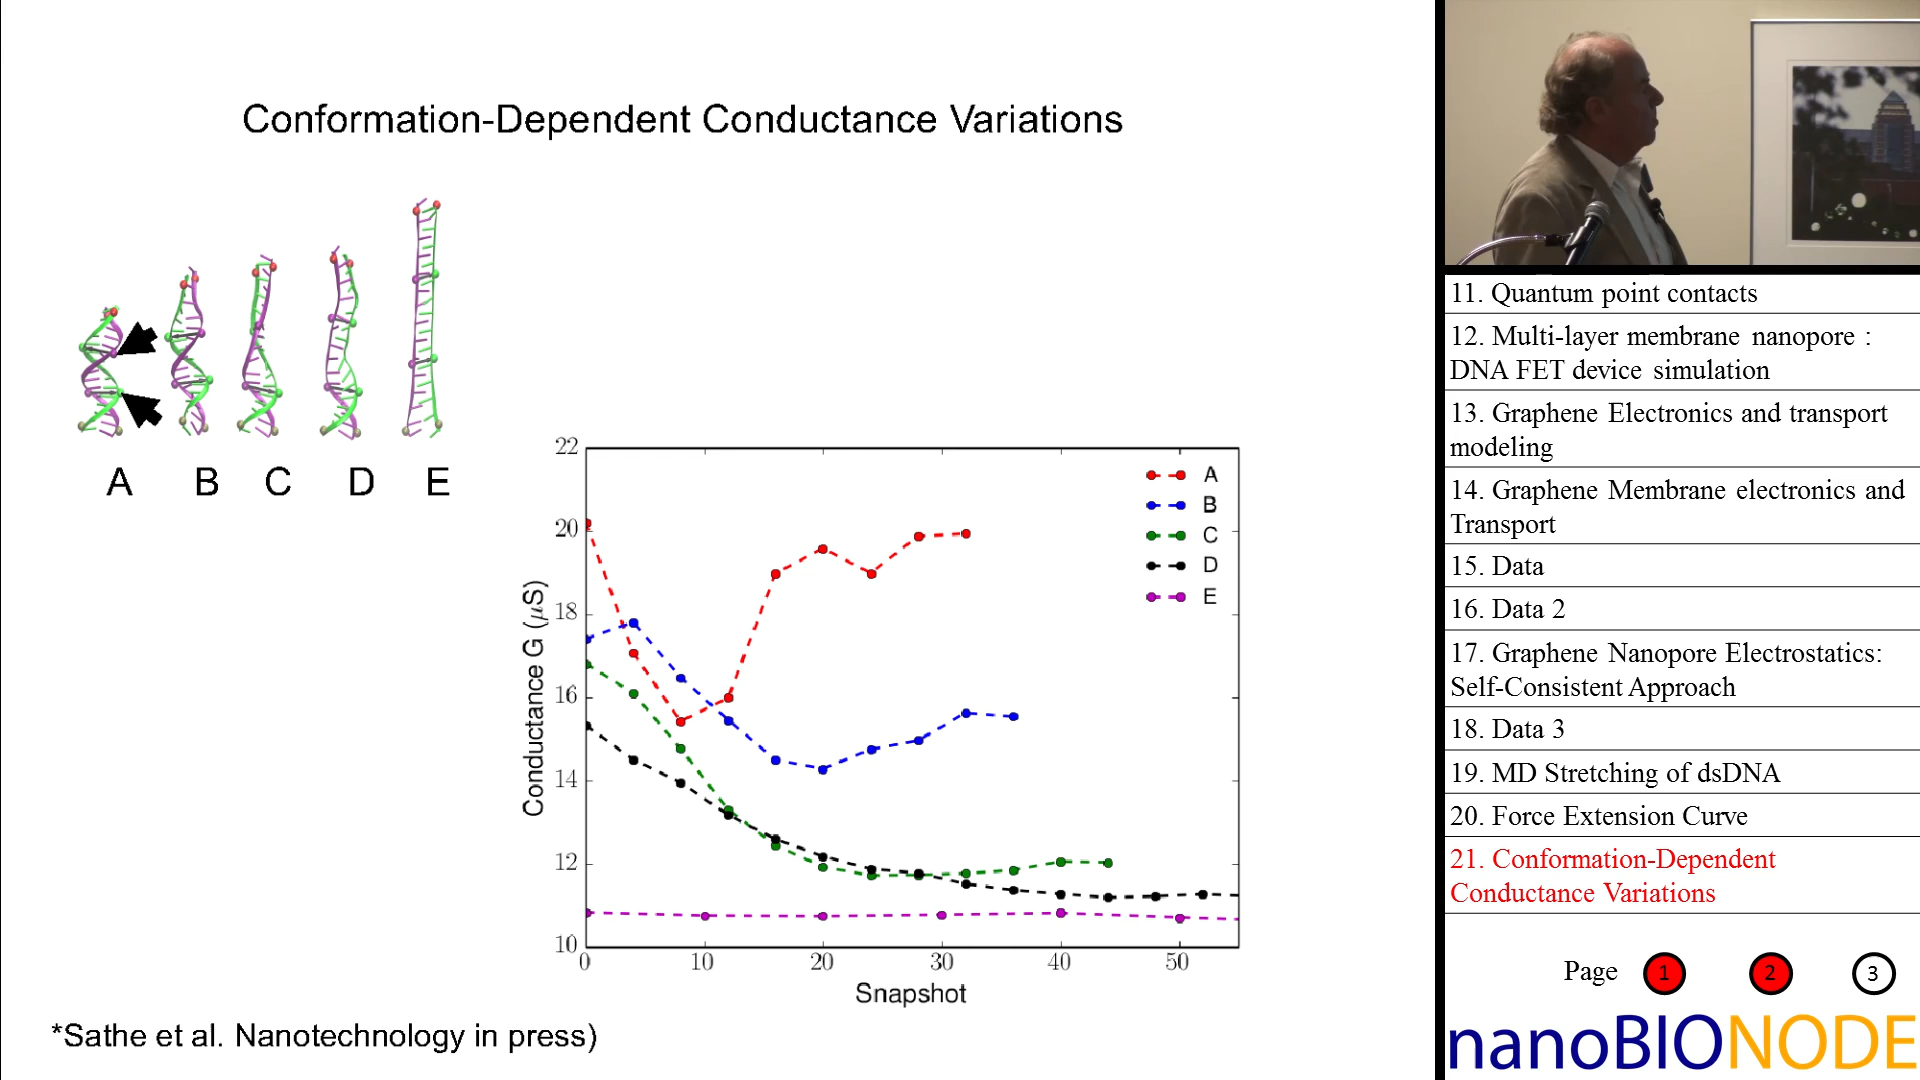 Conformation-Dependent Conductance Variations
A B C D E
22
20
18
16
14
12
10
0 10 20 30 40 50
Conductance G (μS)
Snapshot
A
B
C
D
E
*Sathe et al. Nanotechnology in press)
11. Quantum point contacts
12. Multi-layer membrane nanopore :
DNA FET device simulation
13. Graphene Electronics and transport
modeling
14. Graphene Membrane electronics and
Transport
15. Data
16. Data 2
17. Graphene Nanopore Electrostatics:
Self-Consistent Approach
18. Data 3
19. MD Stretching of dsDNA
20. Force Extension Curve
21. Conformation-Dependent
Conductance Variations
Page 1 2 3
nanoBIONODE